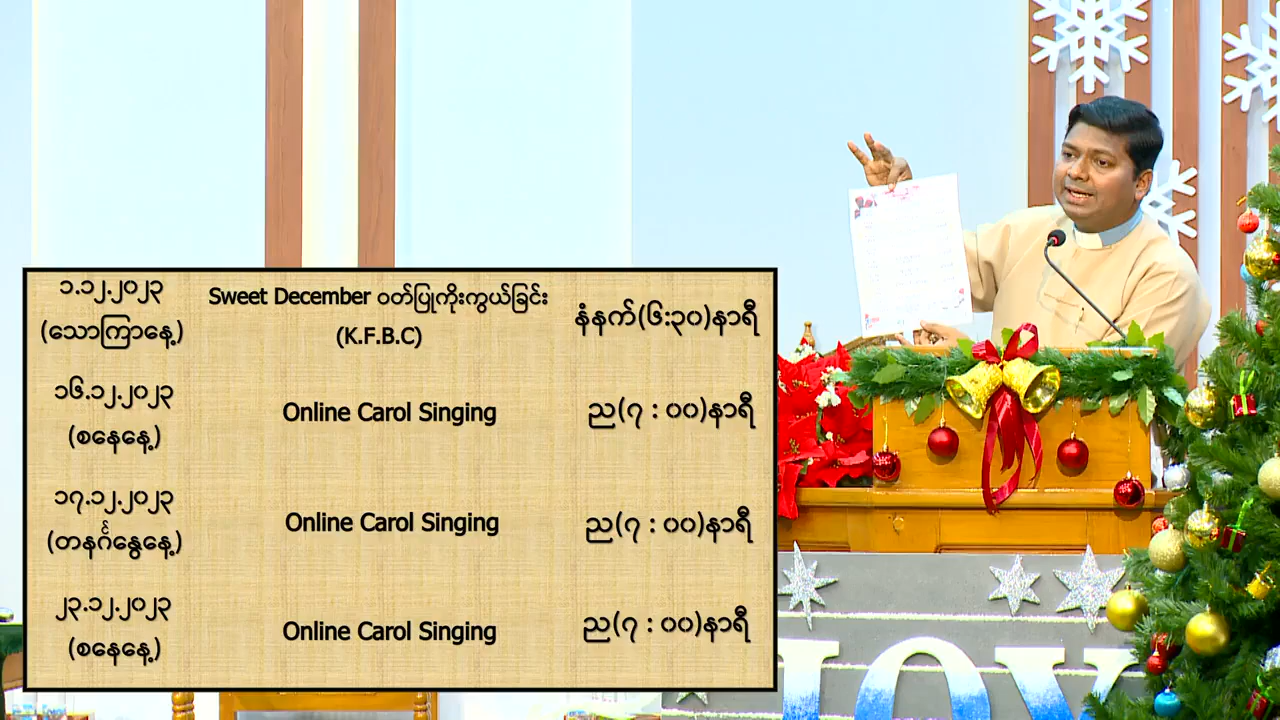 ၁.၁၂.၂၀၂၃
(သောကြာနေ့)
Sweet December ဝတ်ပြုကိုးကွယ်ခြင်း
(K.F.B.C)
နံနက်(၆:၃၀)နာရီ
၁၆.၁၂.၂၀၂၃
(စနေနေ့)
Online Carol Singing
ည(၇ : ၀၀)နာရီ
၁၇.၁၂.၂၀၂၃
(တနင်္ဂနွေနေ့)
Online Carol Singing
ည(၇ : ၀၀)နာရီ
၂၃.၁၂.၂၀၂၃
(စနေနေ့)
Online Carol Singing
ည(၇ : ၀၀)နာရီ
JOY